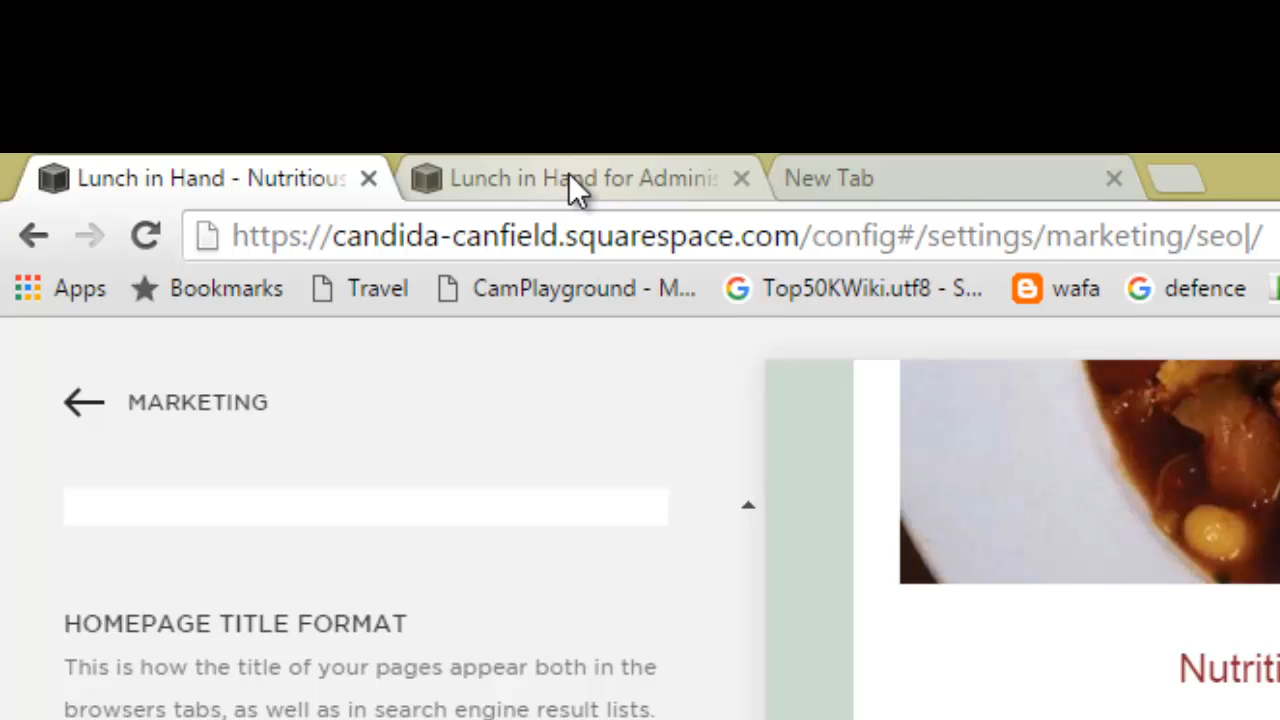 Lunch in Hand - Nutritious
Lunch in Hand for Adminis
New Tab
https://candida-canfield.squarespace.com/config#/settings/marketing/seo/
Apps
Bookmarks
Travel
CamPlayground - M...
Top50KWiki.utf8 - S...
wafa
defence
MARKETING
HOMEPAGE TITLE FORMAT
This is how the title of your pages appear both in the
browsers tabs, as well as in search engine result lists.
Nutriti